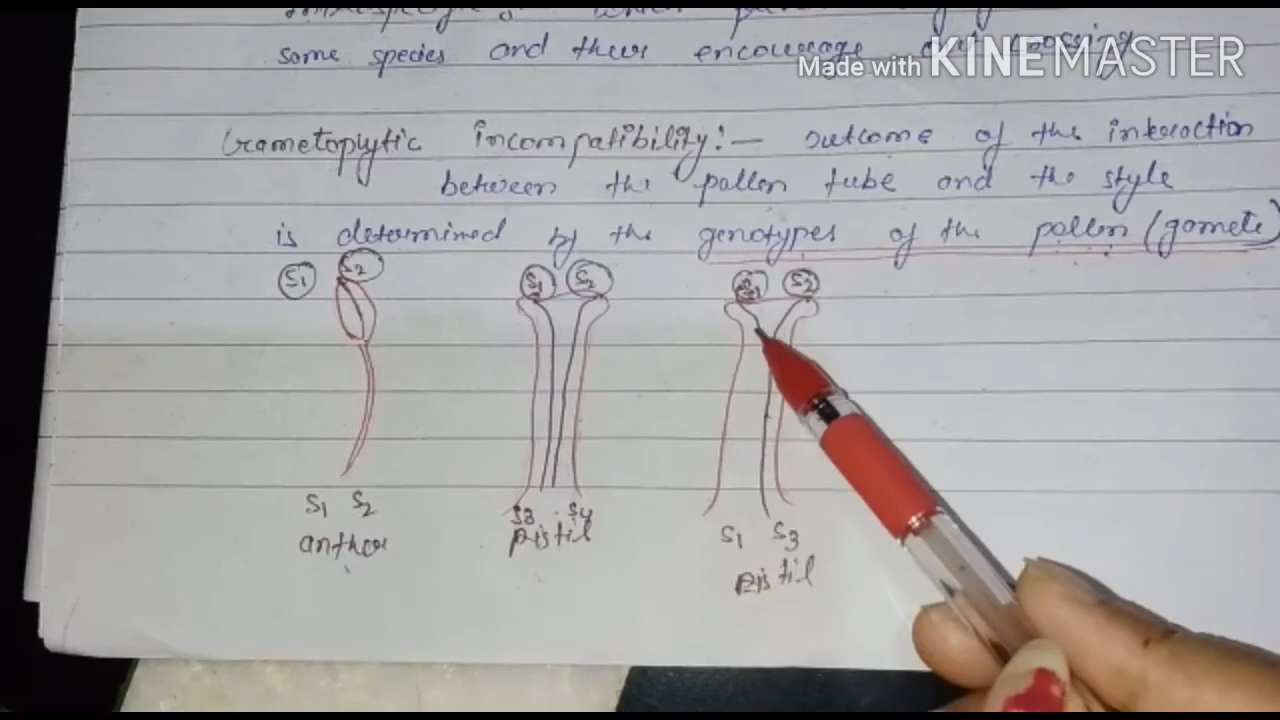 some species and thus encourage
Made with KINEMASTER
Gametophytic incompatibility:— outcome of the interaction
between the pollen tube and the style
is determined by the genotypes of the pollen (gamete)
S1 S2 S1 S2 S1 S2
S1 S2 S3 S4 S1 S3
anther pistil pistil